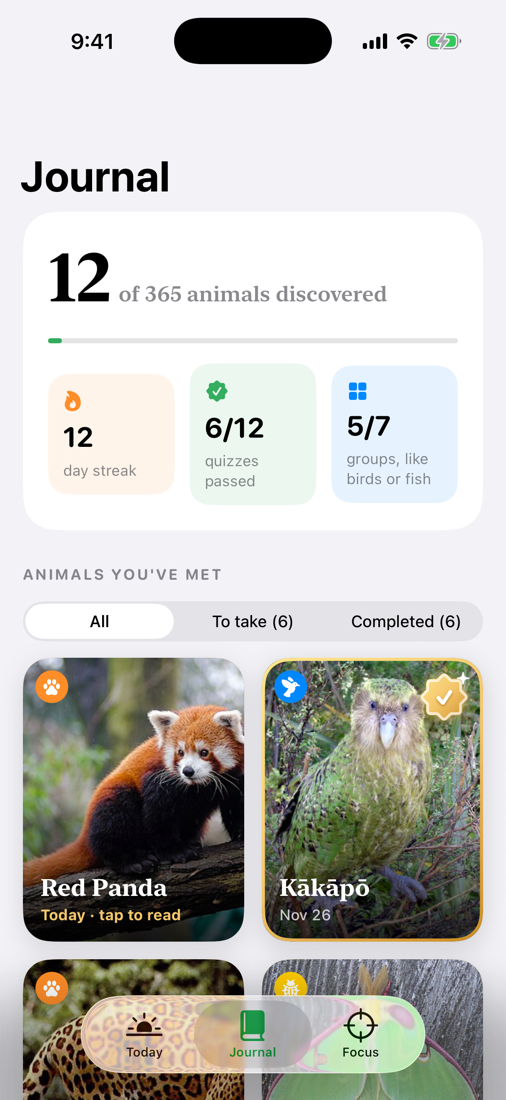 9:41
Journal
12 of 365 animals discovered
12
day streak
6/12
quizzes
passed
5/7
groups, like
birds or fish
ANIMALS YOU'VE MET
All
To take (6)
Completed (6)
Red Panda
Today · tap to read
Kākāpō
Nov 26
Today
Journal
Focus